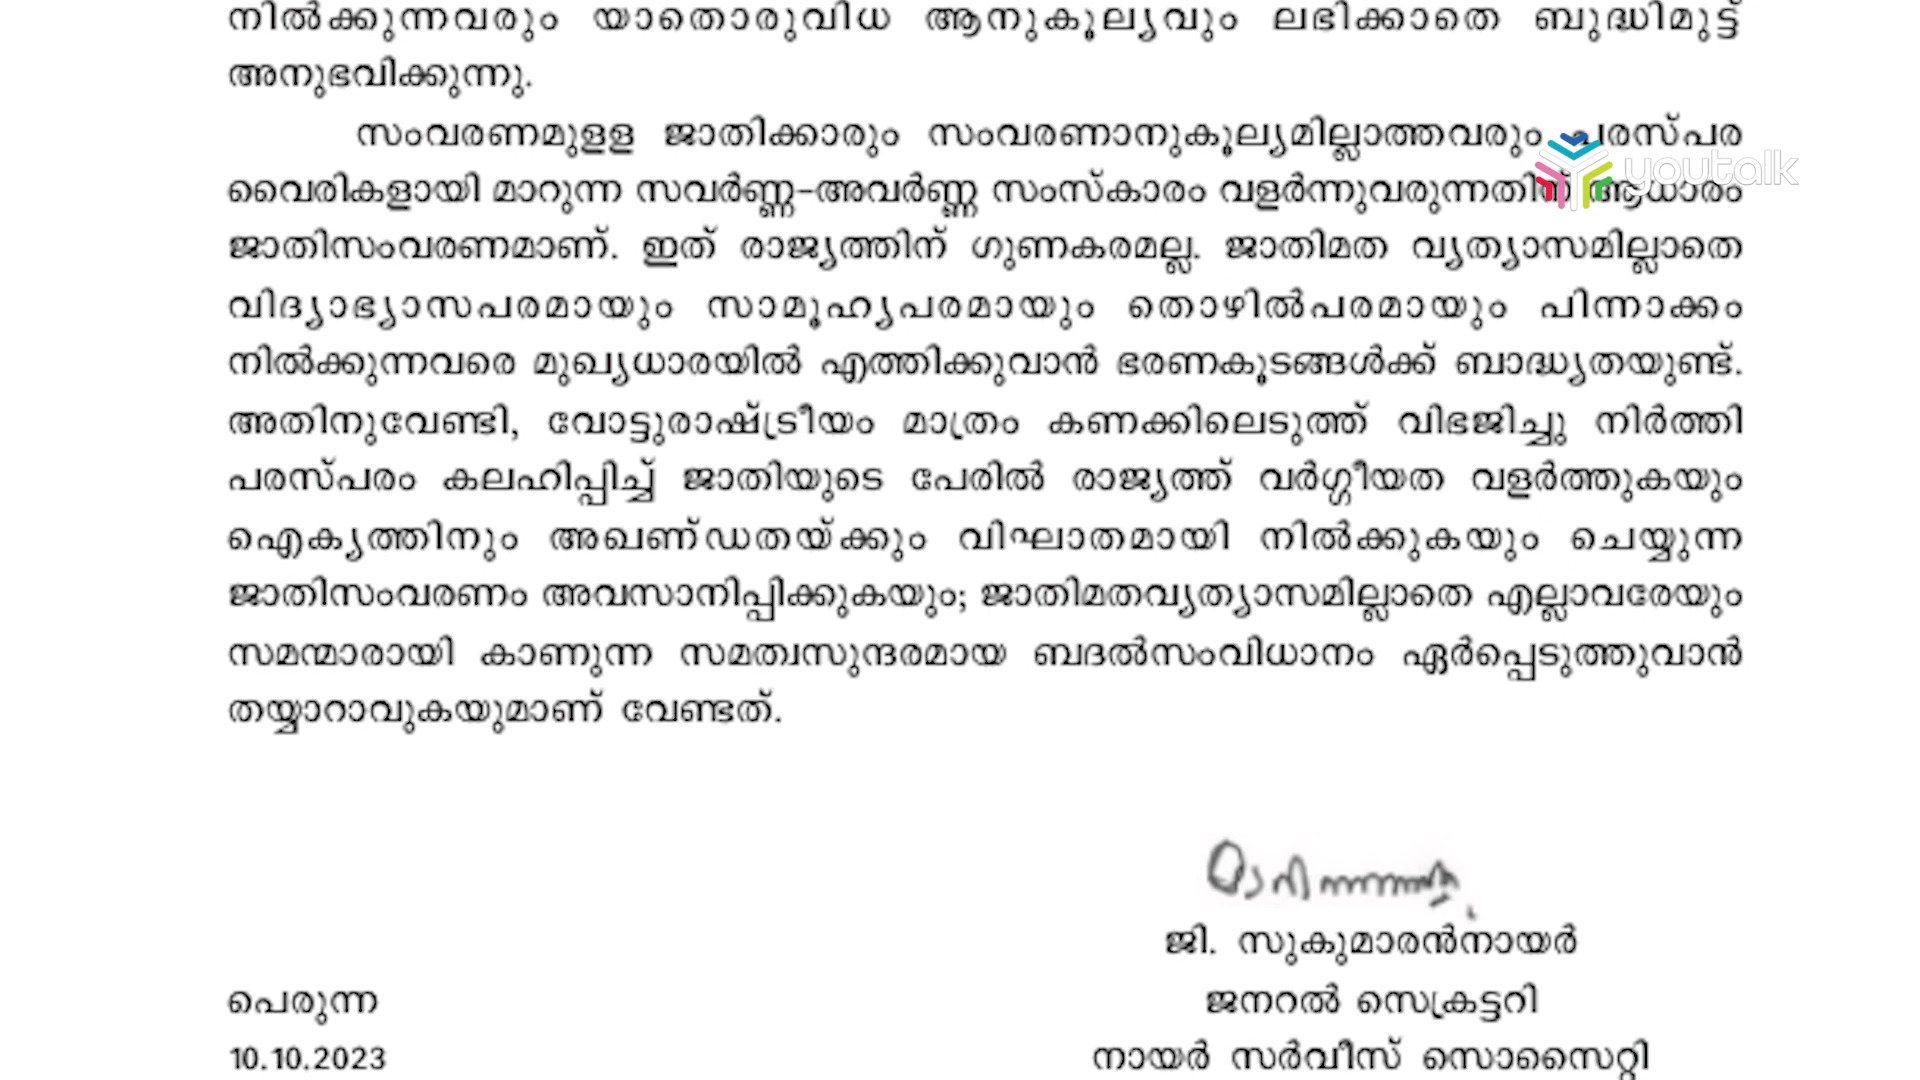 നിൽക്കുന്നവരും യാതൊരുവിധ ആനുകൂല്യവും ലഭിക്കാതെ ബുദ്ധിമുട്ട്
അനുഭവിക്കുന്നു.
സംവരണമുളള ജാതിക്കാരും സംവരണാനുകൂല്യമില്ലാത്തവരും പരസ്പര
വൈരികളായി മാറുന്ന സവർണ്ണ-അവർണ്ണ സംസ്കാരം വളർന്നുവരുന്നതിന് ആധാരം
youtalk
ജാതിസംവരണമാണ്. ഇത് രാജ്യത്തിന് ഗുണകരമല്ല. ജാതിമത വ്യത്യാസമില്ലാതെ
വിദ്യാഭ്യാസപരമായും സാമൂഹ്യപരമായും തൊഴിൽപരമായും പിന്നാക്കം
നിൽക്കുന്നവരെ മുഖ്യധാരയിൽ എത്തിക്കുവാൻ ഭരണകൂടങ്ങൾക്ക് ബാദ്ധ്യതയുണ്ട്.
അതിനുവേണ്ടി, വോട്ടുരാഷ്ട്രീയം മാത്രം കണക്കിലെടുത്ത് വിഭജിച്ചു നിർത്തി
പരസ്പരം കലഹിപ്പിച്ച് ജാതിയുടെ പേരിൽ രാജ്യത്ത് വർഗ്ഗീയത വളർത്തുകയും
ഐക്യത്തിനും അഖണ്ഡതയ്ക്കും വിഘാതമായി നിൽക്കുകയും ചെയ്യുന്ന
ജാതിസംവരണം അവസാനിപ്പിക്കുകയും; ജാതിമതവ്യത്യാസമില്ലാതെ എല്ലാവരേയും
സമന്മാരായി കാണുന്ന സമത്വസുന്ദരമായ ബദൽസംവിധാനം ഏർപ്പെടുത്തുവാൻ
തയ്യാറാവുകയുമാണ് വേണ്ടത്.
ജി. സുകുമാരൻനായർ
പെരുന്ന
ജനറൽ സെക്രട്ടറി
10.10.2023
നായർ സർവീസ് സൊസൈറ്റി